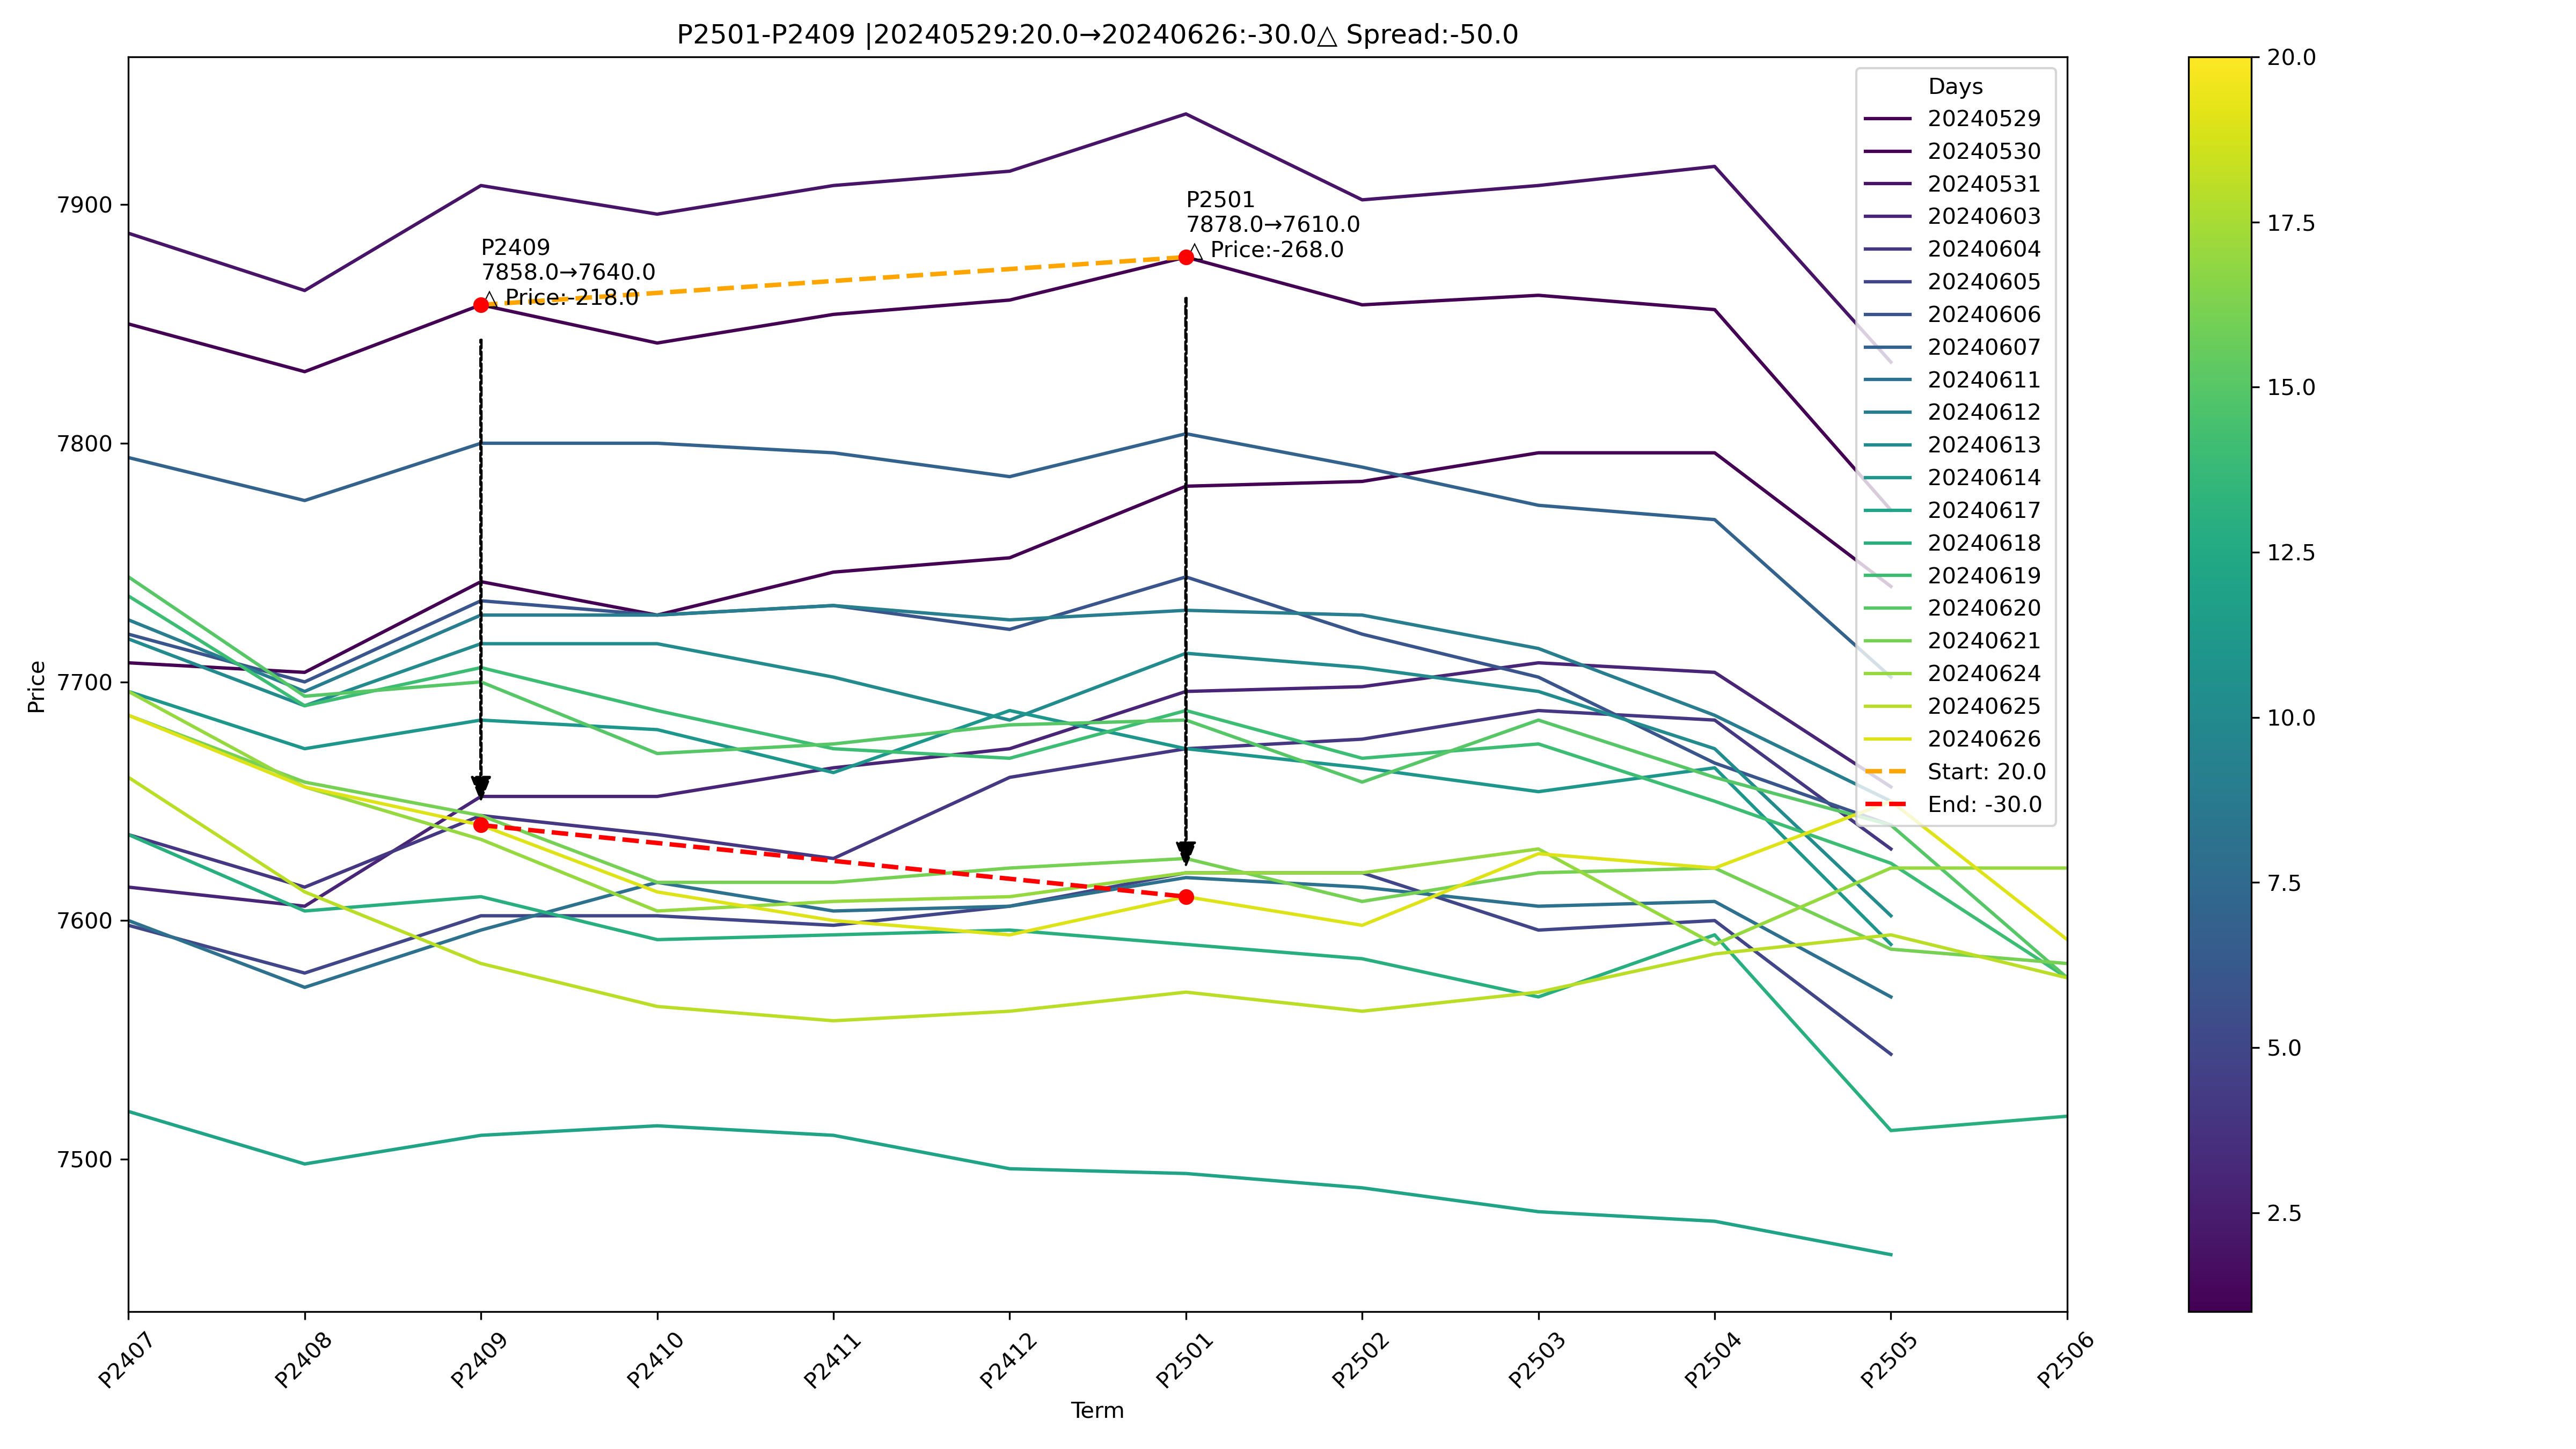 P2501-P2409 |20240529:20.0→20240626:-30.0△ Spread:-50.0
Price
7900
7800
7700
7600
7500
P2409
7858.0→7640.0
△ Price:-218.0
P2501
7878.0→7610.0
△ Price:-268.0
Days
20240529
20240530
20240531
20240603
20240604
20240605
20240606
20240607
20240611
20240612
20240613
20240614
20240617
20240618
20240619
20240620
20240621
20240624
20240625
20240626
Start: 20.0
End: -30.0
P2407
P2408
P2409
P2410
P2411
P2412
P2501
P2502
P2503
P2504
P2505
P2506
Term
20.0
17.5
15.0
12.5
10.0
7.5
5.0
2.5